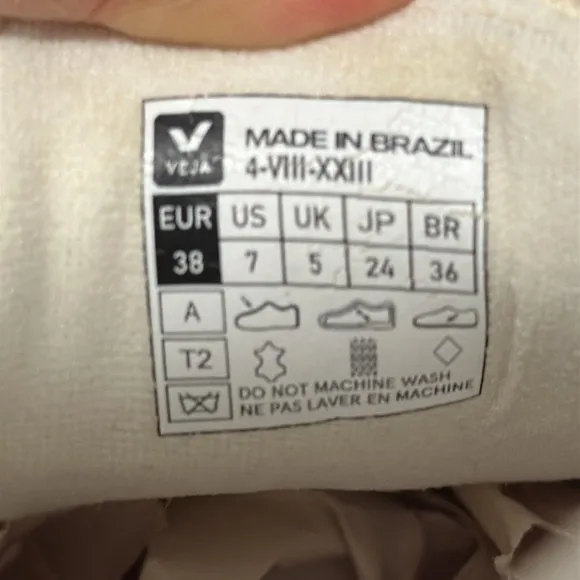 VEJA
MADE IN BRAZIL
4-VIII-XXIII
EUR US UK JP BR
38 7 5 24 36
A
T2
DO NOT MACHINE WASH
NE PAS LAVER EN MACHINE